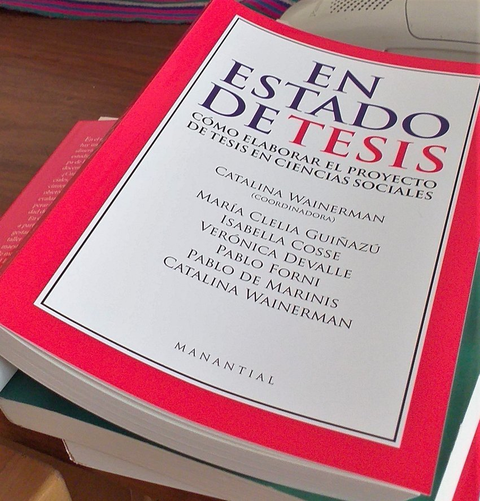 EN
ESTADO
DE TESIS
CÓMO ELABORAR EL PROYECTO
DE TESIS EN CIENCIAS SOCIALES
CATALINA WAINERMAN
(COORDINADORA)
MARÍA CLELIA GUIÑAZÚ
ISABELLA COSSE
VERÓNICA DEVALLE
PABLO FORNI
PABLO DE MARINIS
CATALINA WAINERMAN
MANANTIAL